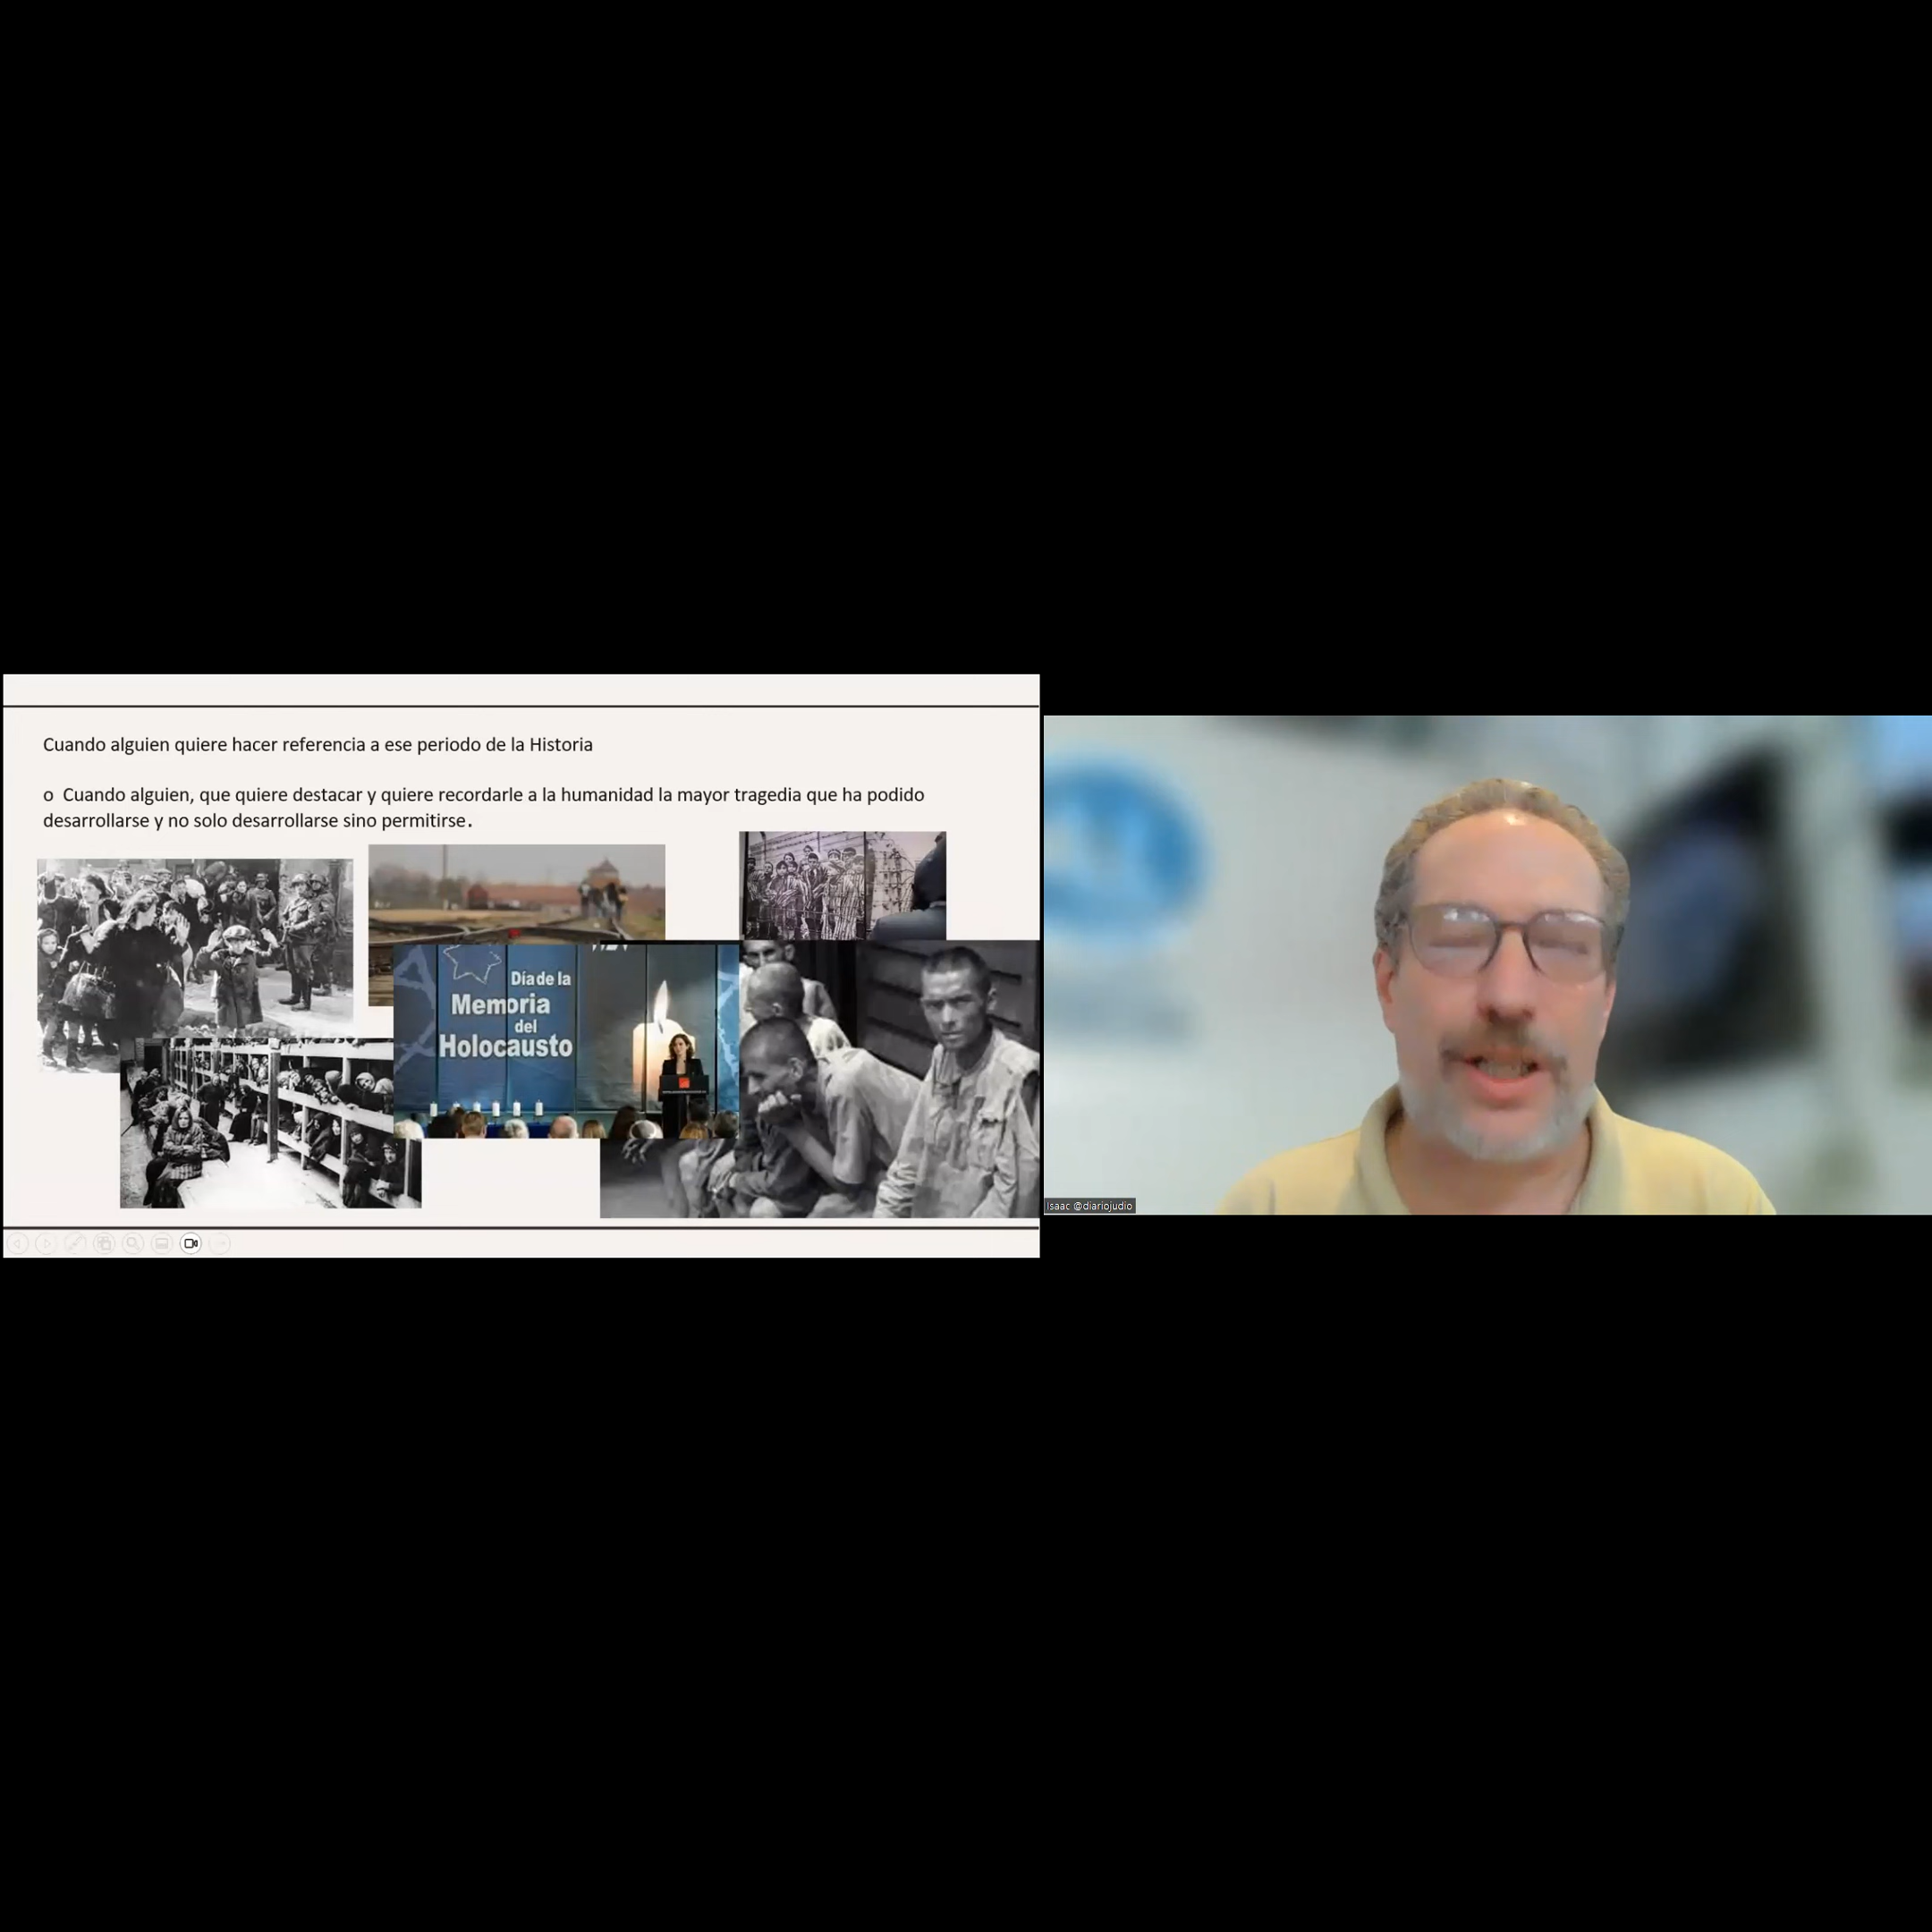 Cuando alguien quiere hacer referencia a ese periodo de la Historia
o Cuando alguien, que quiere destacar y quiere recordarle a la humanidad la mayor tragedia que ha podido
desarrollarse y no solo desarrollarse sino permitirse.
Día de la
Memoria
del
Holocausto
Isaac @diariojudio